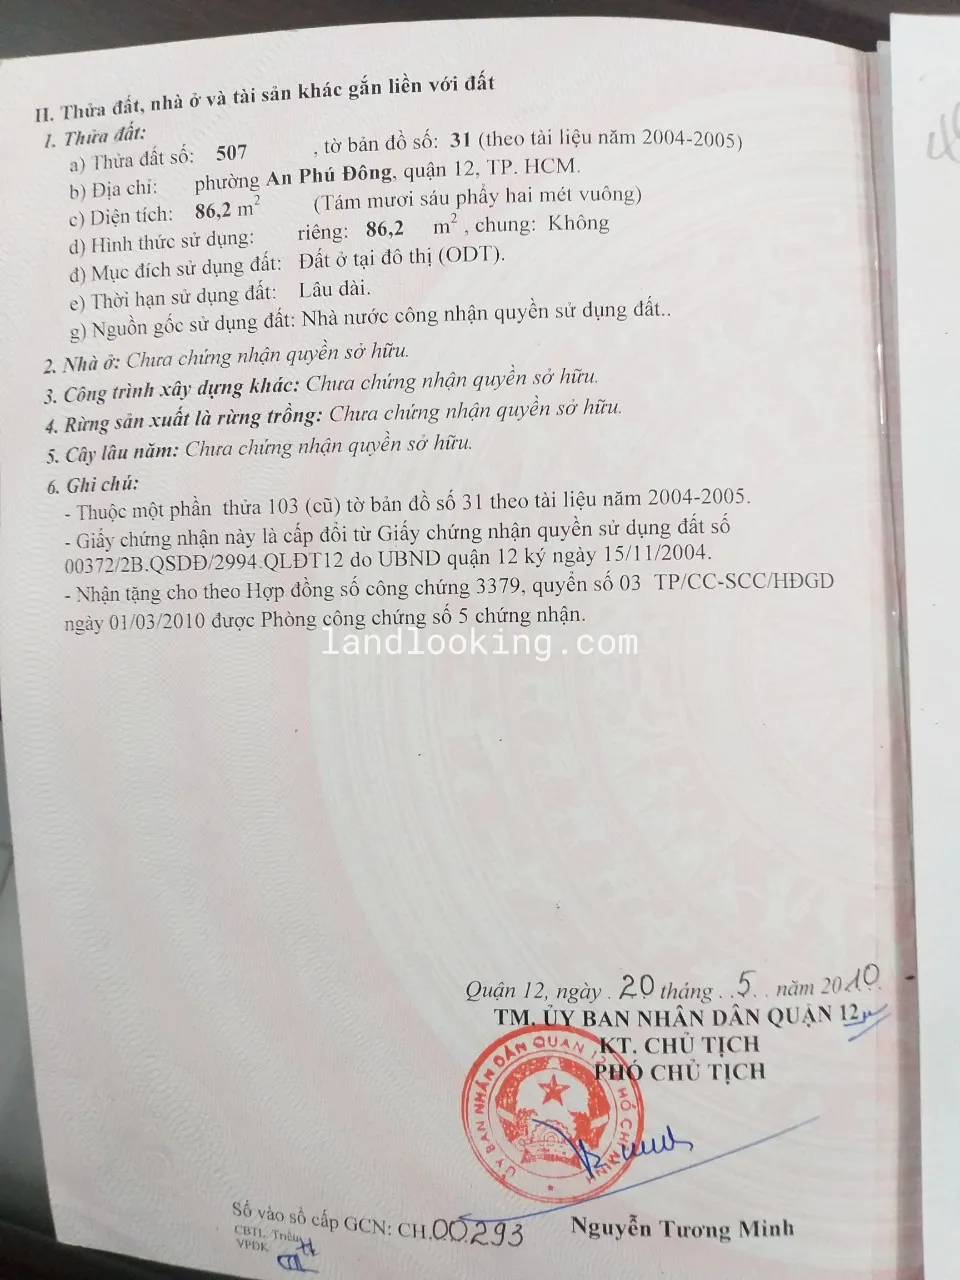 II. Thửa đất, nhà ở và tài sản khác gắn liền với đất
1. Thửa đất:
a) Thửa đất số: 507 , tờ bản đồ số: 31 (theo tài liệu năm 2004-2005)
b) Địa chỉ: phường An Phú Đông, quận 12, TP. HCM.
c) Diện tích: 86,2 m2 (Tám mươi sáu phẩy hai mét vuông)
d) Hình thức sử dụng: riêng: 86,2 m2 , chung: Không
đ) Mục đích sử dụng đất: Đất ở tại đô thị (ODT).
e) Thời hạn sử dụng đất: Lâu dài.
g) Nguồn gốc sử dụng đất: Nhà nước công nhận quyền sử dụng đất..
2. Nhà ở: Chưa chứng nhận quyền sở hữu.
3. Công trình xây dựng khác: Chưa chứng nhận quyền sở hữu.
4. Rừng sản xuất là rừng trồng: Chưa chứng nhận quyền sở hữu.
5. Cây lâu năm: Chưa chứng nhận quyền sở hữu.
6. Ghi chú:
- Thuộc một phần thửa 103 (cũ) tờ bản đồ số 31 theo tài liệu năm 2004-2005.
- Giấy chứng nhận này là cấp đổi từ Giấy chứng nhận quyền sử dụng đất số
00372/2B.QSDĐ/2994.QLĐT12 do UBND quận 12 ký ngày 15/11/2004.
- Nhận tặng cho theo Hợp đồng số công chứng 3379, quyển số 03 TP/CC-SCC/HĐGD
ngày 01/03/2010 được Phòng công chứng số 5 chứng nhận.
landlooking.com
Quận 12, ngày . 20 tháng . . 5 . . năm 2010.
TM. ỦY BAN NHÂN DÂN QUẬN 12
KT. CHỦ TỊCH
PHÓ CHỦ TỊCH
ỦY BAN NHÂN DÂN QUẬN 12 HỒ CHÍ MINH
Nguyễn Tương Minh
Số vào sổ cấp GCN: CH.00293
CBTL. Triều
VPĐK